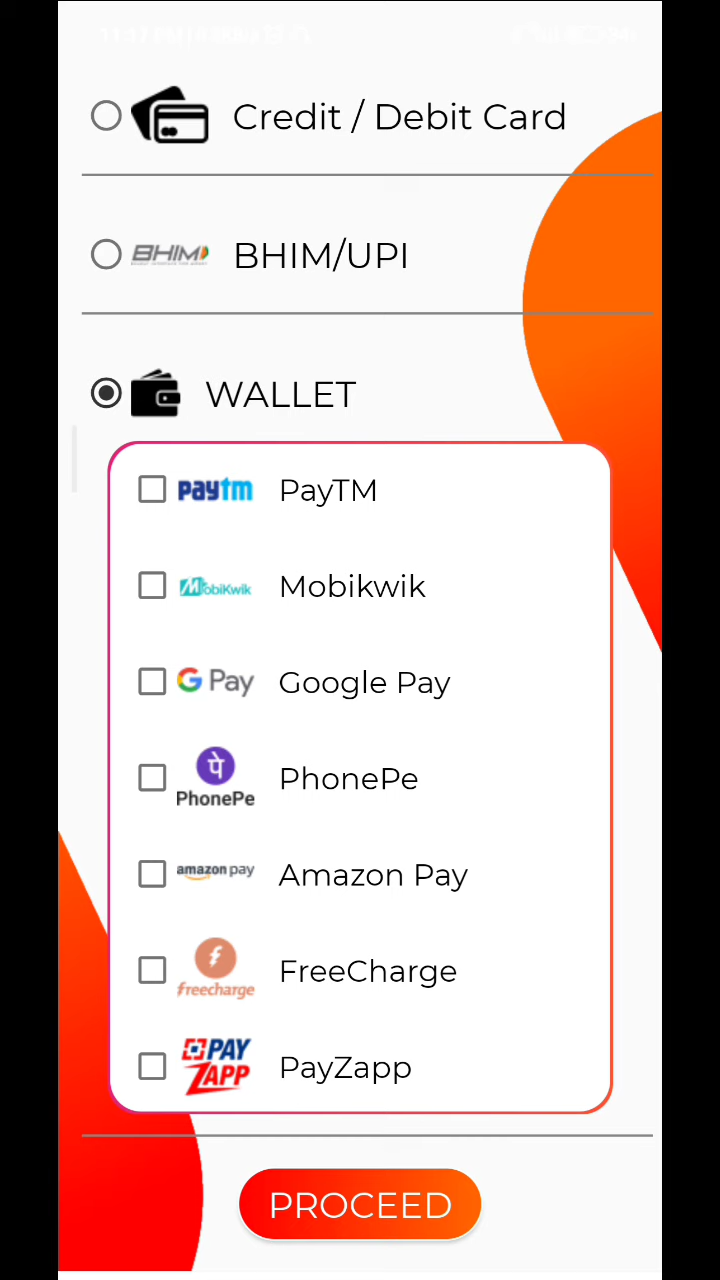 Credit / Debit Card
BHIM BHIM/UPI
WALLET
paytm PayTM
MobiKwik Mobikwik
G Pay Google Pay
पे
PhonePe PhonePe
amazon pay Amazon Pay
freecharge FreeCharge
PAY ZAPP PayZapp
PROCEED